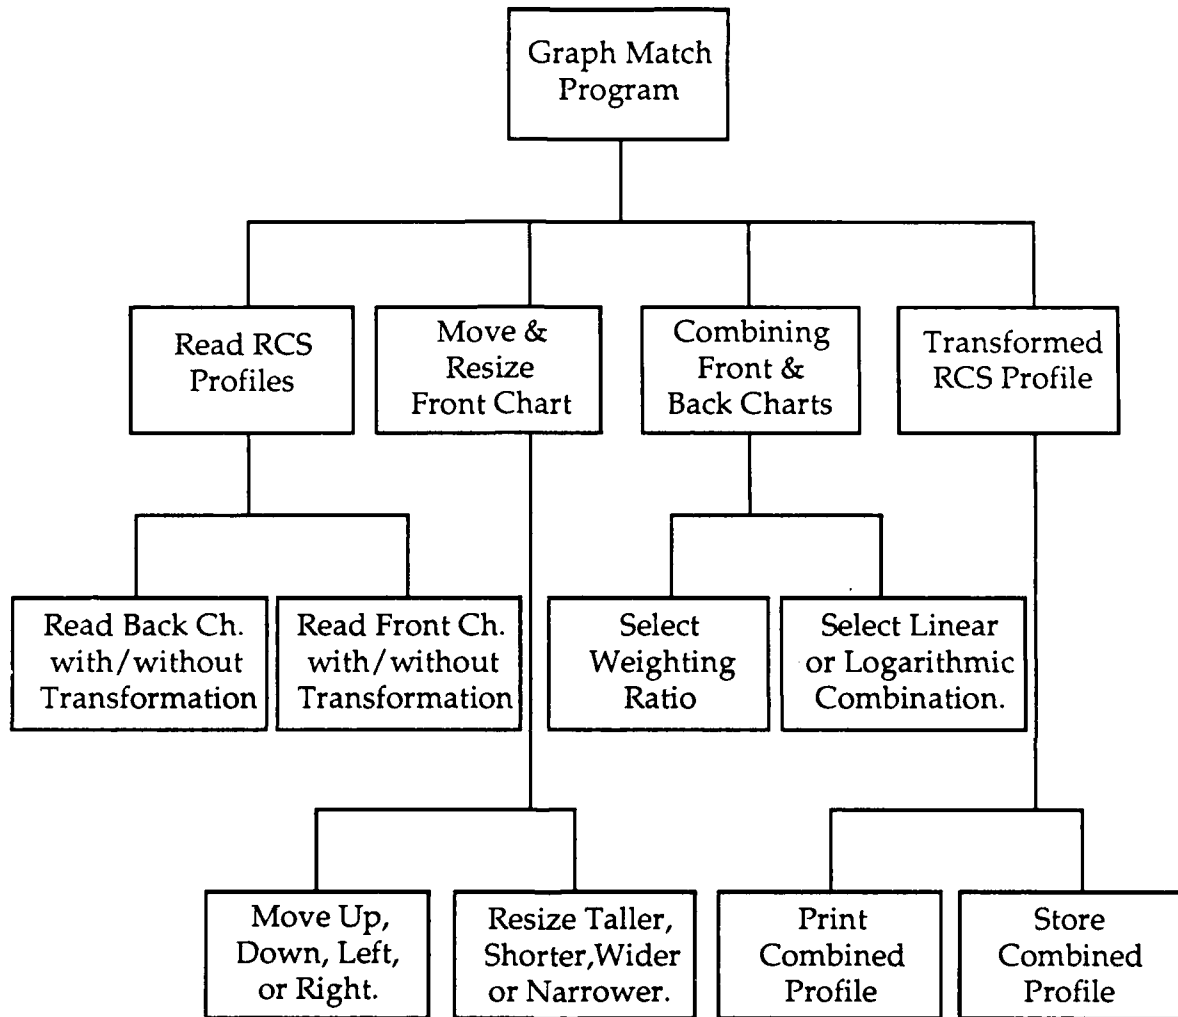 Graph Match
Program
Read RCS
Profiles
Move &
Resize
Front Chart
Combining
Front &
Back Charts
Transformed
RCS Profile
Read Back Ch.
with/without
Transformation
Read Front Ch.
with/without
Transformation
Select
Weighting
Ratio
Select Linear
or Logarithmic
Combination.
Move Up,
Down, Left,
or Right.
Resize Taller,
Shorter,Wider
or Narrower.
Print
Combined
Profile
Store
Combined
Profile